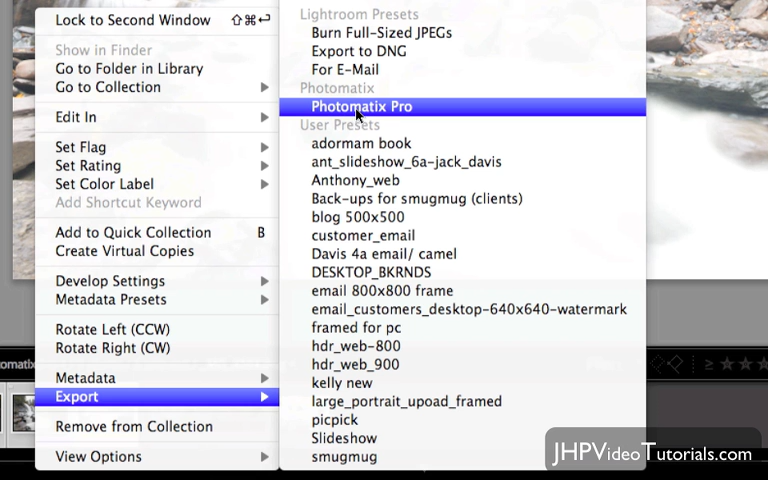 Lock to Second Window ⇧⌘↩
Show in Finder
Go to Folder in Library
Go to Collection
Edit In
Set Flag
Set Rating
Set Color Label
Add Shortcut Keyword
Add to Quick Collection B
Create Virtual Copies
Develop Settings
Metadata Presets
Rotate Left (CCW)
Rotate Right (CW)
Metadata
Export
Remove from Collection
View Options
Lightroom Presets
Burn Full-Sized JPEGs
Export to DNG
For E-Mail
Photomatix
Photomatix Pro
User Presets
adormam book
ant_slideshow_6a-jack_davis
Anthony_web
Back-ups for smugmug (clients)
blog 500x500
customer_email
Davis 4a email/ camel
DESKTOP_BKRNDS
email 800x800 frame
email_customers_desktop-640x640-watermark
framed for pc
hdr_web-800
hdr_web_900
kelly new
large_portrait_upoad_framed
picpick
Slideshow
smugmug
JHPVideoTutorials.com